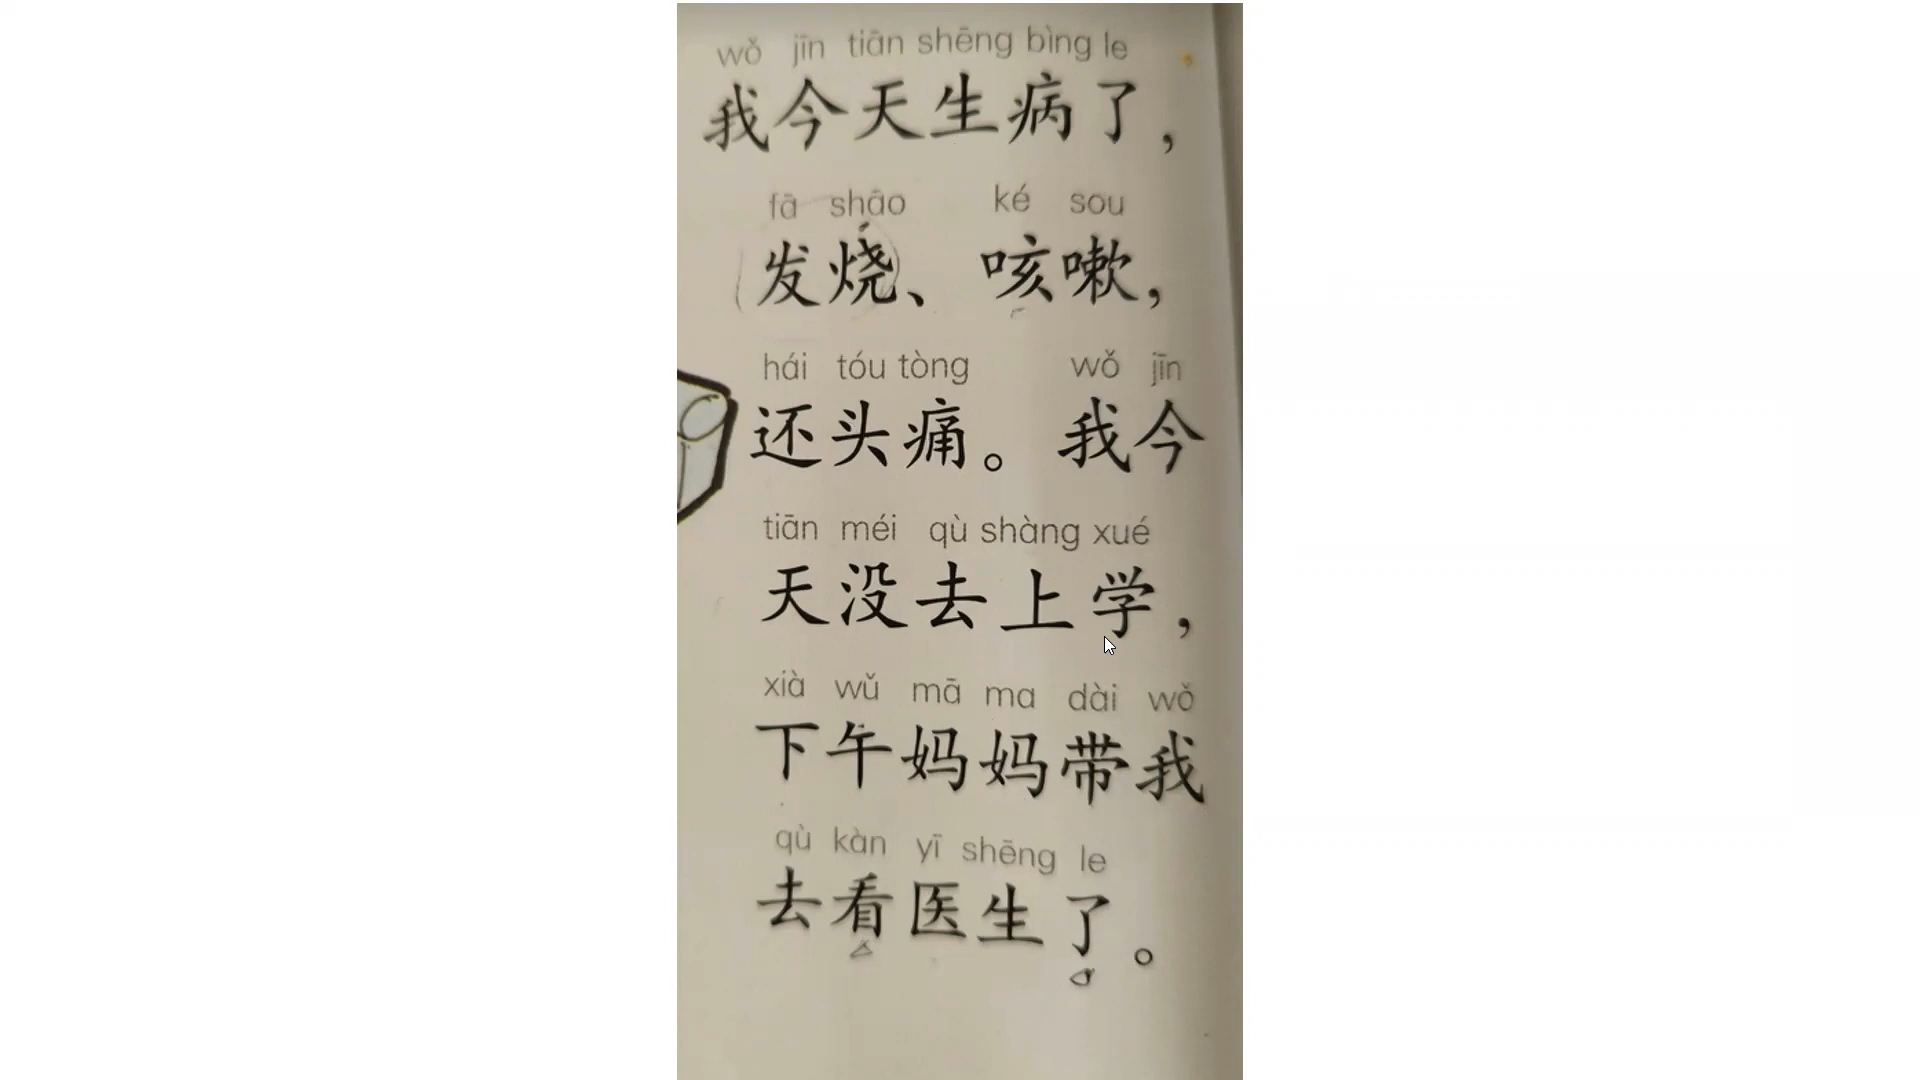 wǒ jīn tiān shēng bìng le
我今天生病了，
fā shāo ké sou
发烧、咳嗽，
hái tóu tòng wǒ jīn
还头痛。我今
tiān méi qù shàng xué
天没去上学，
xià wǔ mā ma dài wǒ
下午妈妈带我
qù kàn yī shēng le
去看医生了。